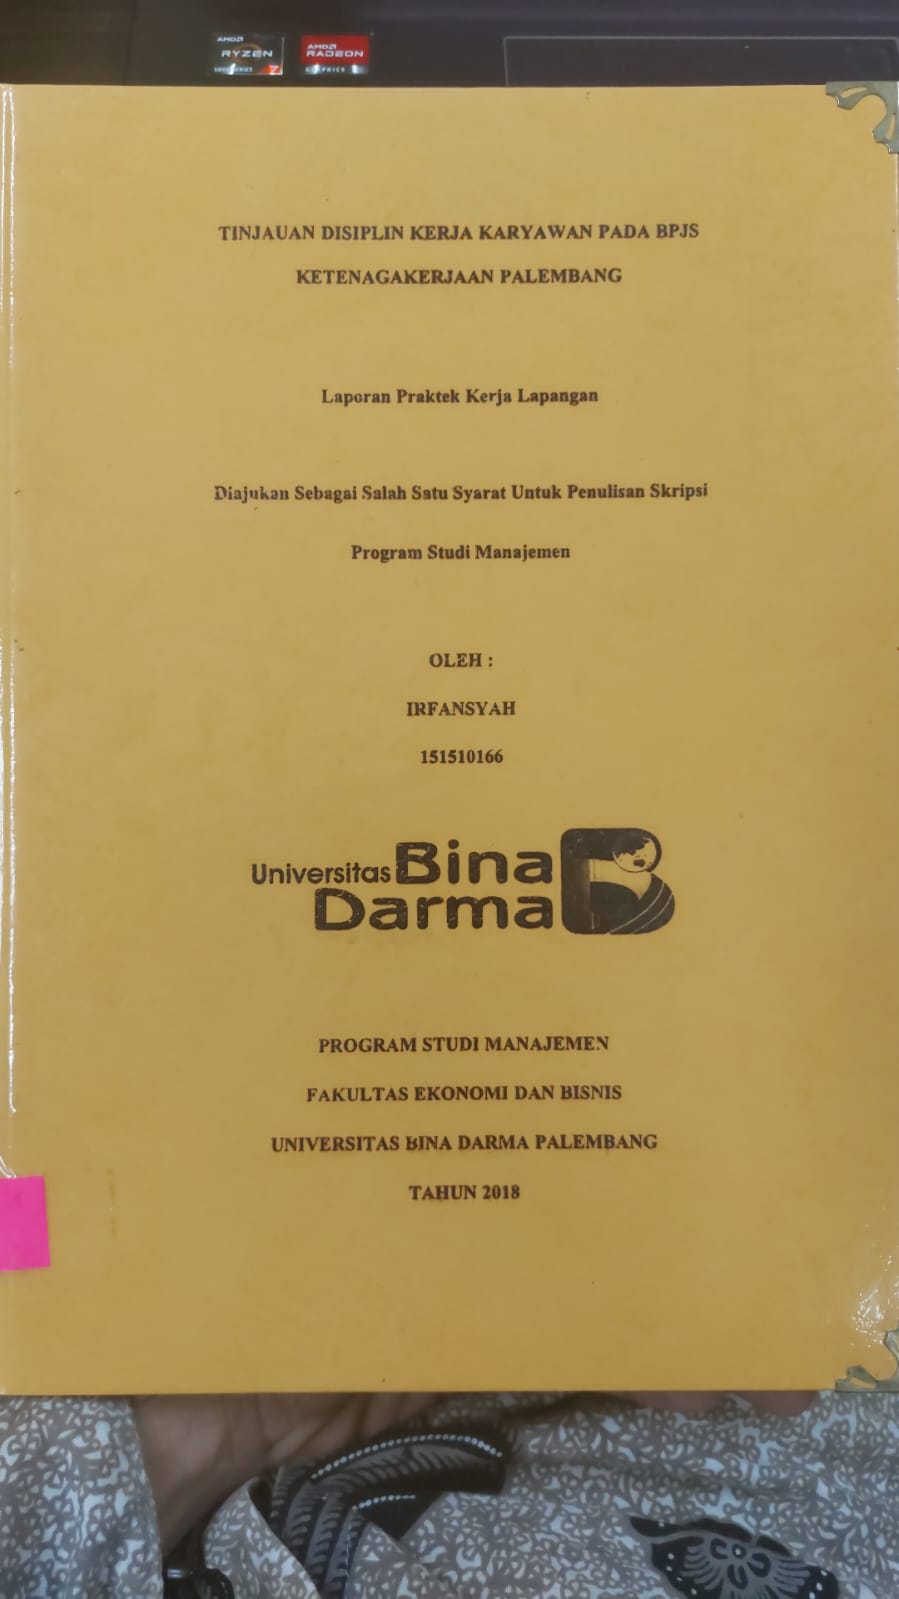 AMD
RYZEN
7
AMD
RADEON
GRAPHICS
TINJAUAN DISIPLIN KERJA KARYAWAN PADA BPJS
KETENAGAKERJAAN PALEMBANG
Laporan Praktek Kerja Lapangan
Diajukan Sebagai Salah Satu Syarat Untuk Penulisan Skripsi
Program Studi Manajemen
OLEH :
IRFANSYAH
151510166
Universitas Bina
Darma
PROGRAM STUDI MANAJEMEN
FAKULTAS EKONOMI DAN BISNIS
UNIVERSITAS BINA DARMA PALEMBANG
TAHUN 2018